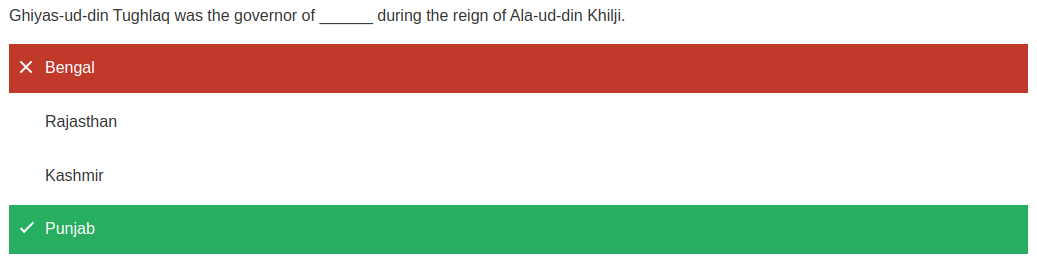 Ghiyas-ud-din Tughlaq was the governor of ______ during the reign of Ala-ud-din Khilji.
Bengal
Rajasthan
Kashmir
Punjab